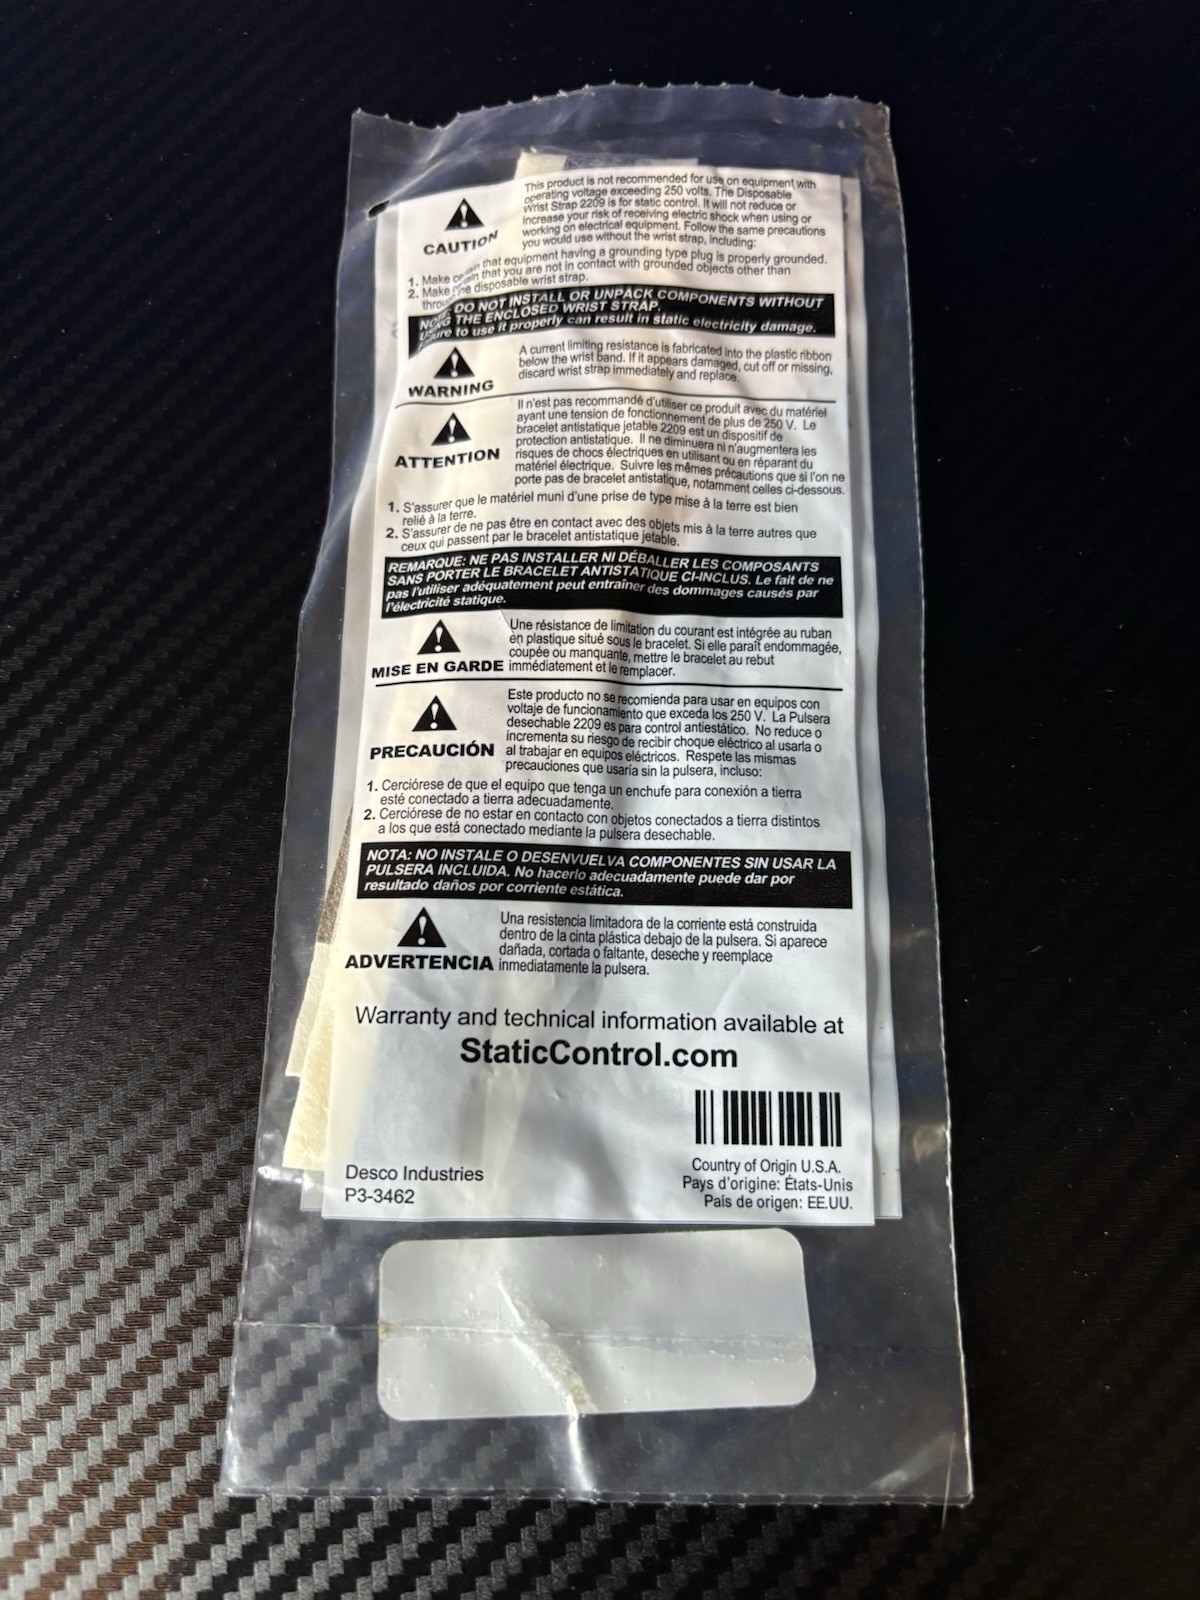 This product is not recommended for use on equipment with
operating voltage exceeding 250 volts. The Disposable
Wrist Strap 2209 is for static control. It will not reduce or
increase your risk of receiving electric shock when using or
working on electrical equipment. Follow the same precautions
you would use without the wrist strap, including:
CAUTION
1. Make that equipment having a grounding type plug is properly grounded.
2. Make that you are not in contact with grounded objects other than
disposable wrist strap.
DO NOT INSTALL OR UNPACK COMPONENTS WITHOUT
THE ENCLOSED WRIST STRAP.
to use it properly can result in static electricity damage.
WARNING
A current limiting resistance is fabricated into the plastic ribbon
below the wrist band. If it appears damaged, cut off or missing,
discard wrist strap immediately and replace.
ATTENTION
Il n'est pas recommandé d'utiliser ce produit avec du matériel
ayant une tension de fonctionnement de plus de 250 V. Le
bracelet antistatique jetable 2209 est un dispositif de
protection antistatique. Il ne diminuera ni n'augmentera les
risques de chocs électriques en utilisant ou en réparant du
matériel électrique. Suivre les mêmes précautions que si l'on ne
porte pas de bracelet antistatique, notamment celles ci-dessous.
1. S'assurer que le matériel muni d'une prise de type mise à la terre est bien
relié à la terre.
2. S'assurer de ne pas être en contact avec des objets mis à la terre autres que
ceux qui passent par le bracelet antistatique jetable.
REMARQUE: NE PAS INSTALLER NI DÉBALLER LES COMPOSANTS
SANS PORTER LE BRACELET ANTISTATIQUE CI-INCLUS. Le fait de ne
pas l'utiliser adéquatement peut entraîner des dommages causés par
l'électricité statique.
MISE EN GARDE
Une résistance de limitation du courant est intégrée au ruban
en plastique situé sous le bracelet. Si elle paraît endommagée,
coupée ou manquante, mettre le bracelet au rebut
immédiatement et le remplacer.
PRECAUCIÓN
Este producto no se recomienda para usar en equipos con
voltaje de funcionamiento que exceda los 250 V. La Pulsera
desechable 2209 es para control antiestático. No reduce o
incrementa su riesgo de recibir choque eléctrico al usarla o
al trabajar en equipos eléctricos. Respete las mismas
precauciones que usaría sin la pulsera, incluso:
1. Cerciórese de que el equipo que tenga un enchufe para conexión a tierra
esté conectado a tierra adecuadamente.
2. Cerciórese de no estar en contacto con objetos conectados a tierra distintos
a los que está conectado mediante la pulsera desechable.
NOTA: NO INSTALE O DESENVUELVA COMPONENTES SIN USAR LA
PULSERA INCLUIDA. No hacerlo adecuadamente puede dar por
resultado daños por corriente estática.
ADVERTENCIA
Una resistencia limitadora de la corriente está construida
dentro de la cinta plástica debajo de la pulsera. Si aparece
dañada, cortada o faltante, deseche y reemplace
inmediatamente la pulsera.
Warranty and technical information available at
StaticControl.com
Desco Industries
P3-3462
Country of Origin U.S.A.
Pays d'origine: États-Unis
País de origen: EE.UU.